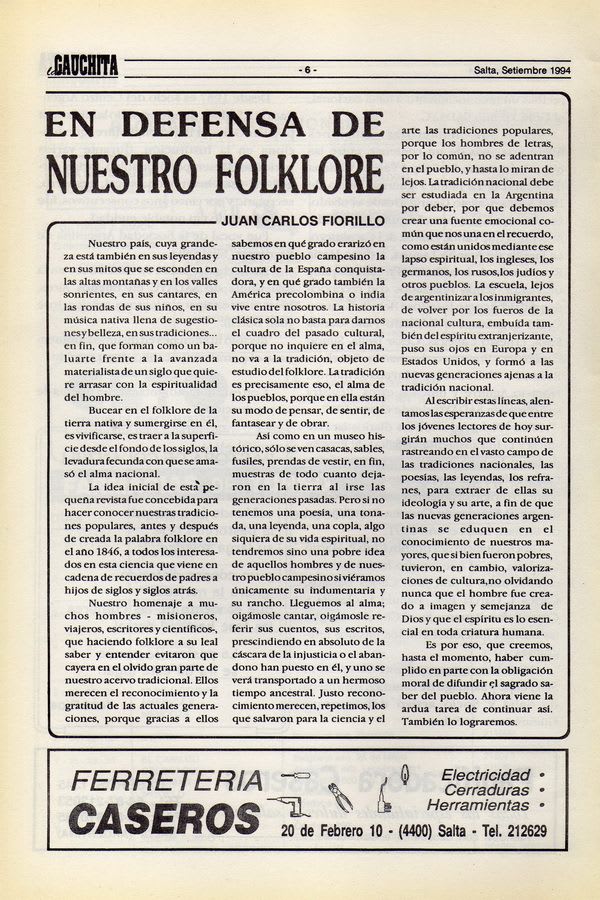 la GAUCHITA
- 6 -
Salta, Setiembre 1994
EN DEFENSA DE
NUESTRO FOLKLORE
JUAN CARLOS FIORILLO
Nuestro país, cuya grande-
za está también en sus leyendas y
en sus mitos que se esconden en
las altas montañas y en los valles
sonrientes, en sus cantares, en
las rondas de sus niños, en su
música nativa llena de sugestio-
nes y belleza, en sus tradiciones...
en fin, que forman como un ba-
luarte frente a la avanzada
materialista de un siglo que quie-
re arrasar con la espiritualidad
del hombre.
Bucear en el folklore de la
tierra nativa y sumergirse en él,
es vivificarse, es traer a la superfi-
cie desde el fondo de los siglos, la
levadura fecunda con que se ama-
só el alma nacional.
La idea inicial de esta pe-
queña revista fue concebida para
hacer conocer nuestras tradicio-
nes populares, antes y después
de creada la palabra folklore en
el año 1846, a todos los interesa-
dos en esta ciencia que viene en
cadena de recuerdos de padres a
hijos de siglos y siglos atrás.
Nuestro homenaje a mu-
chos hombres - misioneros,
viajeros, escritores y científicos-,
que haciendo folklore a su leal
saber y entender evitaron que
cayera en el olvido gran parte de
nuestro acervo tradicional. Ellos
merecen el reconocimiento y la
gratitud de las actuales genera-
ciones, porque gracias a ellos
sabemos en qué grado erarizó en
nuestro pueblo campesino la
cultura de la España conquista-
dora, y en qué grado también la
América precolombina o india
vive entre nosotros. La historia
clásica sola no basta para darnos
el cuadro del pasado cultural,
porque no inquiere en el alma,
no va a la tradición, objeto de
estudio del folklore. La tradición
es precisamente eso, el alma de
los pueblos, porque en ella están
su modo de pensar, de sentir, de
fantasear y de obrar.
Así como en un museo his-
tórico, sólo se ven casacas, sables,
fusiles, prendas de vestir, en fin,
muestras de todo cuanto deja-
ron en la tierra al irse las
generaciones pasadas. Pero si no
tenemos una poesía, una tona-
da, una leyenda, una copla, algo
siquiera de su vida espiritual, no
tendremos sino una pobre idea
de aquellos hombres y de nues-
tro pueblo campesino si viéramos
únicamente su indumentaria y
su rancho. Lleguemos al alma;
oigámosle cantar, oigámosle re-
ferir sus cuentos, sus escritos,
prescindiendo en absoluto de la
cáscara de la injusticia o el aban-
dono han puesto en él, y uno se
verá transportado a un hermoso
tiempo ancestral. Justo recono-
cimiento merecen, repetimos, los
que salvaron para la ciencia y el
arte las tradiciones populares,
porque los hombres de letras,
por lo común, no se adentran
en el pueblo, y hasta lo miran de
lejos. La tradición nacional debe
ser estudiada en la Argentina
por deber, por que debemos
crear una fuente emocional co-
mún que nos una en el recuerdo,
como están unidos mediante ese
lapso espiritual, los ingleses, los
germanos, los rusos,los judíos y
otros pueblos. La escuela, lejos
de argentinizar a los inmigrantes,
de volver por los fueros de la
nacional cultura, embuída tam-
bién del espíritu extranjerizante,
puso sus ojos en Europa y en
Estados Unidos, y formó a las
nuevas generaciones ajenas a la
tradición nacional.
Al escribir estas líneas, alen-
tamos las esperanzas de que entre
los jóvenes lectores de hoy sur-
girán muchos que continúen
rastreando en el vasto campo de
las tradiciones nacionales, las
poesías, las leyendas, los refra-
nes, para extraer de ellas su
ideología y su arte, a fin de que
las nuevas generaciones argen-
tinas se eduquen en el
conocimiento de nuestros ma-
yores, que si bien fueron pobres,
tuvieron, en cambio, valoriza-
ciones de cultura,no olvidando
nunca que el hombre fue crea-
do a imagen y semejanza de
Dios y que el espíritu es lo esen-
cial en toda criatura humana.
Es por eso, que creemos,
hasta el momento, haber cum-
plido en parte con la obligación
moral de difundir el sagrado sa-
ber del pueblo. Ahora viene la
ardua tarea de continuar así.
También lo lograremos.
FERRETERIA
CASEROS
Electricidad •
Cerraduras •
Herramientas •
20 de Febrero 10 - (4400) Salta - Tel. 212629